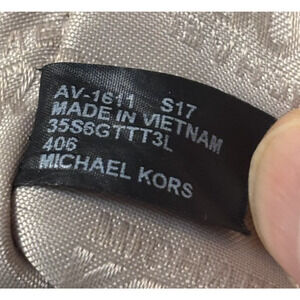 AV-1611 S17
MADE IN VIETNAM
35S6GTTT3L
406
MICHAEL KORS